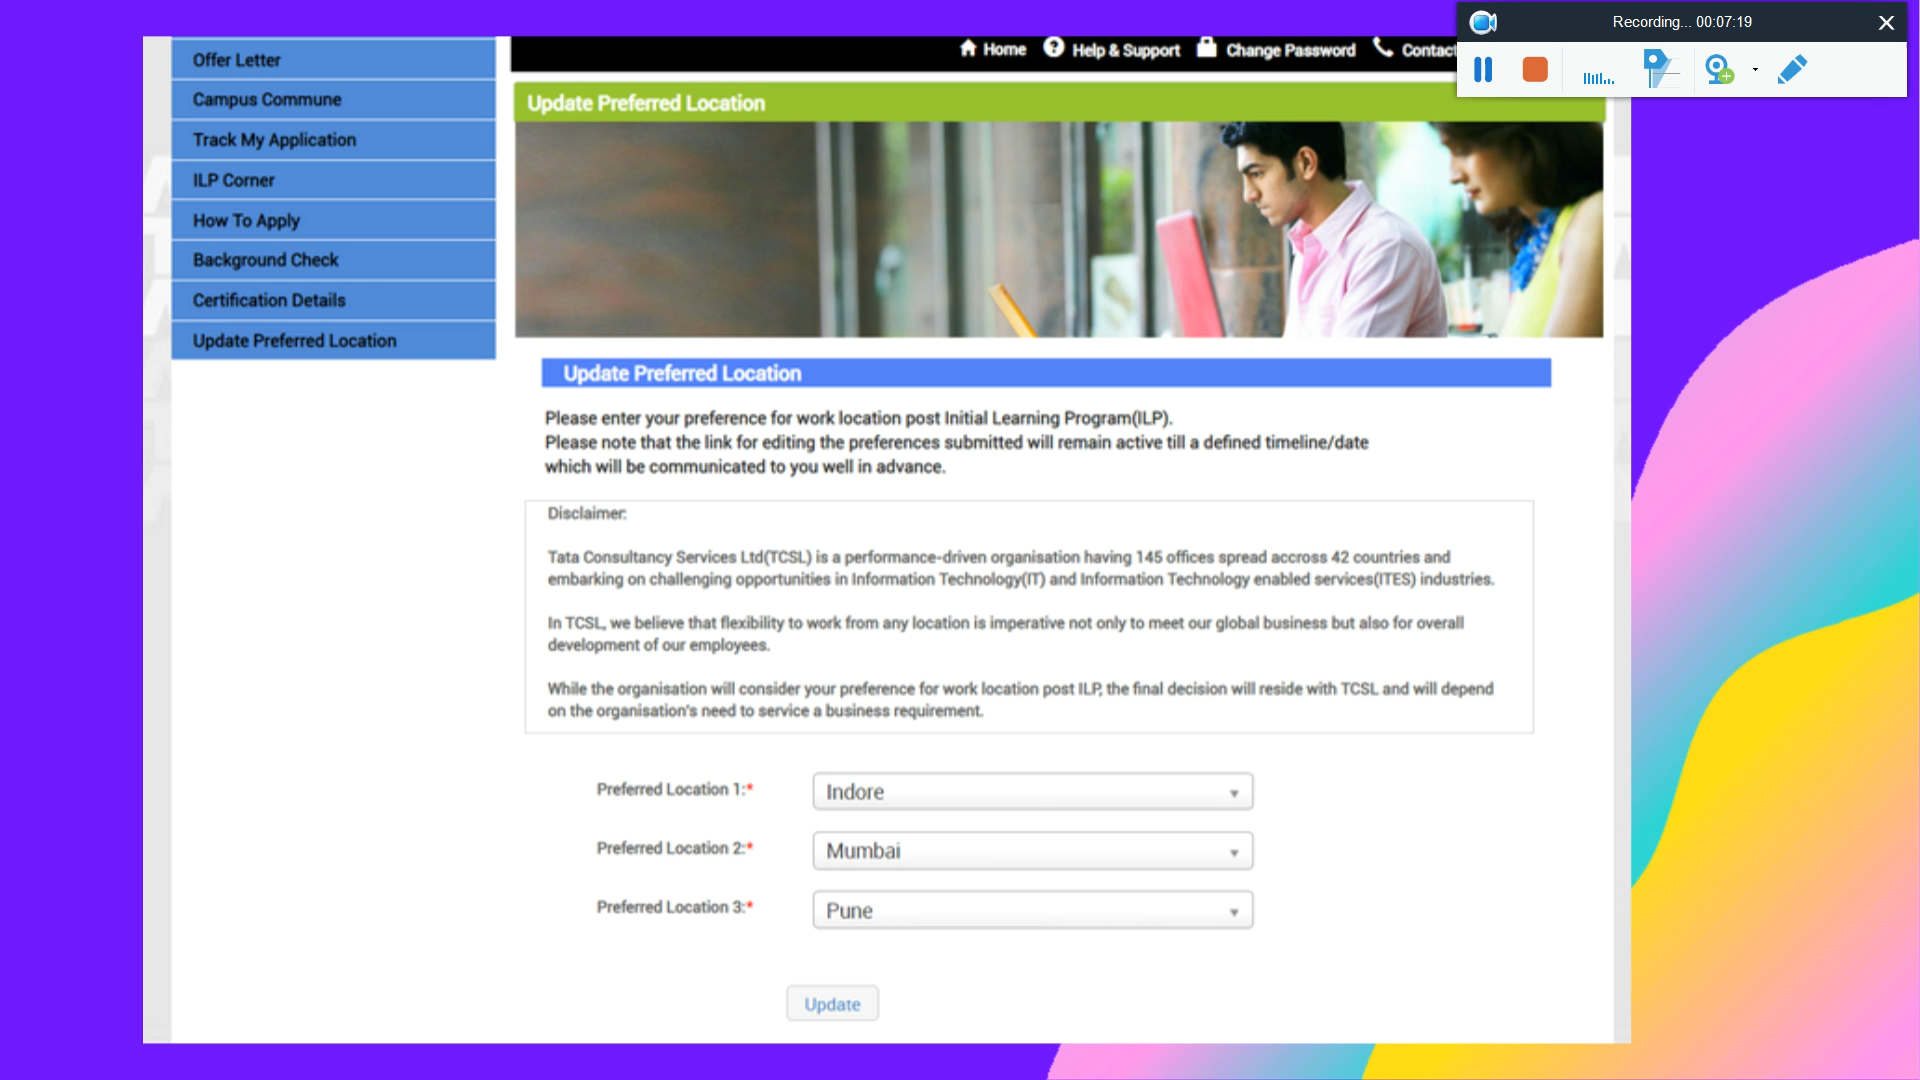 Recording... 00:07:19
Offer Letter
Campus Commune
Track My Application
ILP Corner
How To Apply
Background Check
Certification Details
Update Preferred Location
Home Help & Support Change Password
Update Preferred Location
Update Preferred Location
Please enter your preference for work location post Initial Learning Program(ILP).
Please note that the link for editing the preferences submitted will remain active till a defined timeline/date
which will be communicated to you well in advance.
Disclaimer:
Tata Consultancy Services Ltd(TCSL) is a performance-driven organisation having 145 offices spread accross 42 countries and
embarking on challenging opportunities in Information Technology(IT) and Information Technology enabled services(ITES) industries.
In TCSL, we believe that flexibility to work from any location is imperative not only to meet our global business but also for overall
development of our employees.
While the organisation will consider your preference for work location post ILP, the final decision will reside with TCSL and will depend
on the organisation's need to service a business requirement.
Preferred Location 1:* Indore
Preferred Location 2:* Mumbai
Preferred Location 3:* Pune
Update